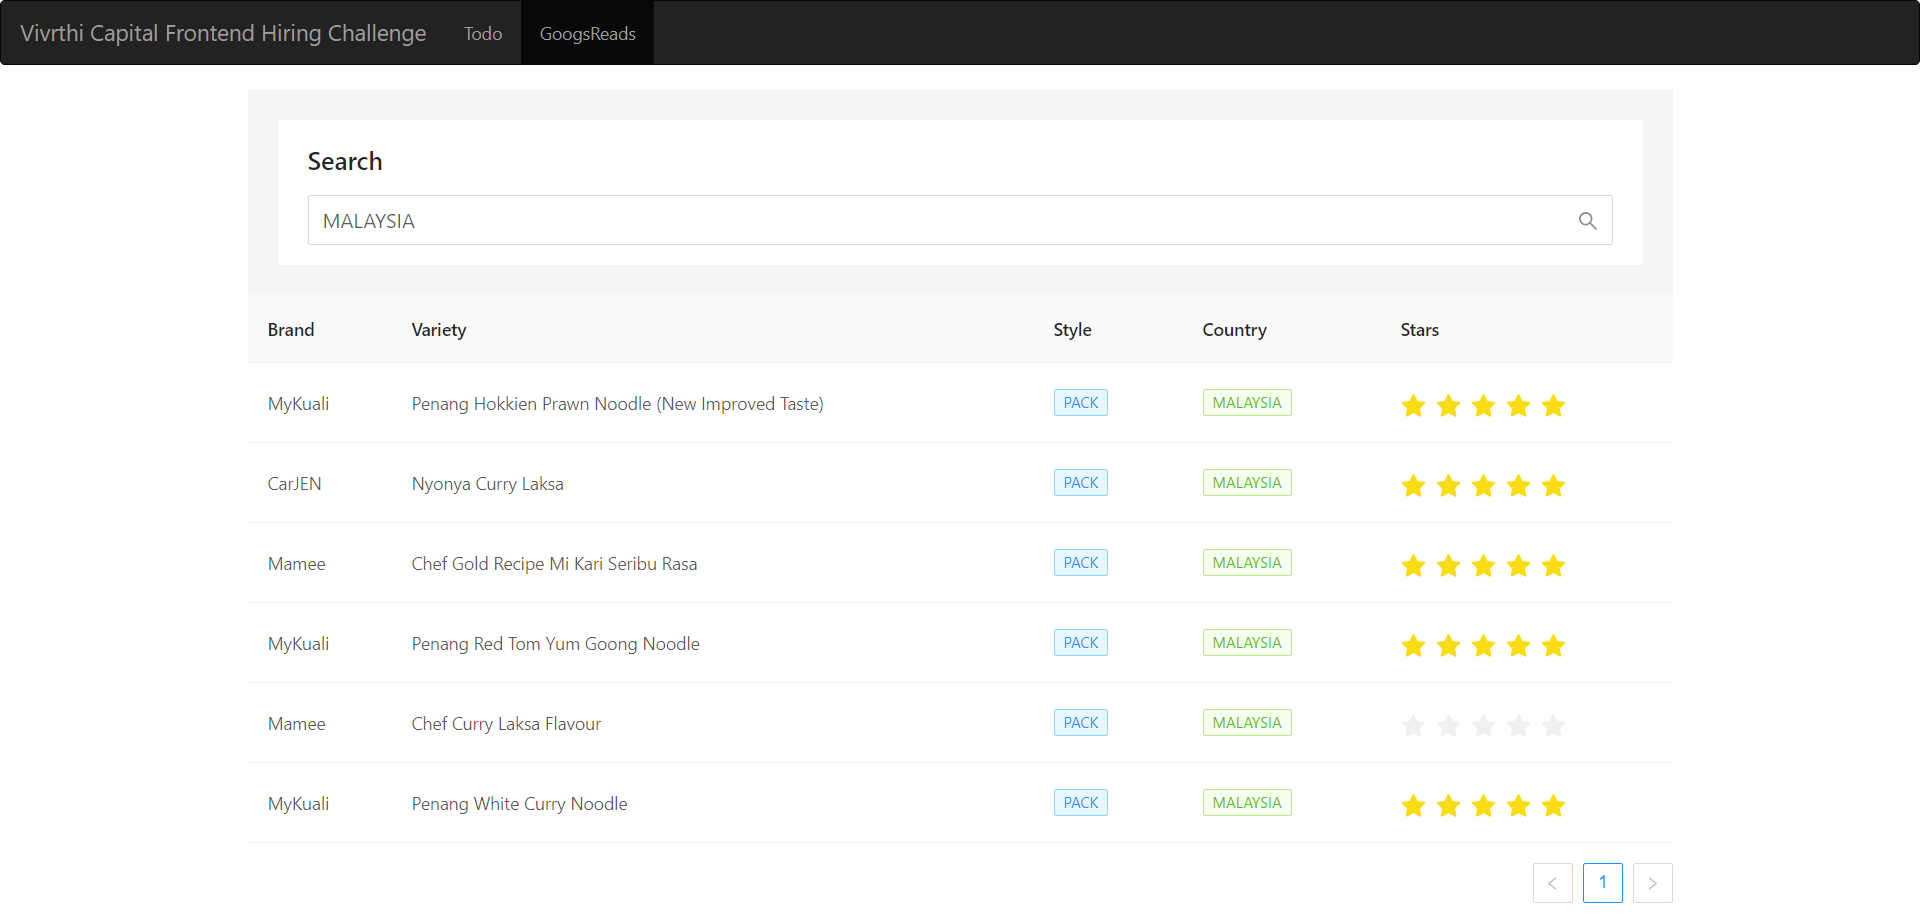 Vivrthi Capital Frontend Hiring Challenge Todo GoogsReads
Search
MALAYSIA
Brand Variety Style Country Stars
MyKuali Penang Hokkien Prawn Noodle (New Improved Taste) PACK MALAYSIA
CarJEN Nyonya Curry Laksa PACK MALAYSIA
Mamee Chef Gold Recipe Mi Kari Seribu Rasa PACK MALAYSIA
MyKuali Penang Red Tom Yum Goong Noodle PACK MALAYSIA
Mamee Chef Curry Laksa Flavour PACK MALAYSIA
MyKuali Penang White Curry Noodle PACK MALAYSIA
< 1 >